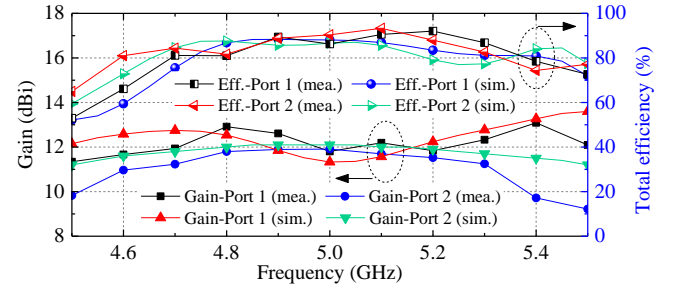 18 100
16 80
14 60
12 40
10 20
8 0
Gain (dBi)
Total efficiency (%)
Eff.-Port 1 (mea.) Eff.-Port 1 (sim.)
Eff.-Port 2 (mea.) Eff.-Port 2 (sim.)
Gain-Port 1 (mea.) Gain-Port 2 (mea.)
Gain-Port 1 (sim.) Gain-Port 2 (sim.)
4.6 4.8 5.0 5.2 5.4
Frequency (GHz)